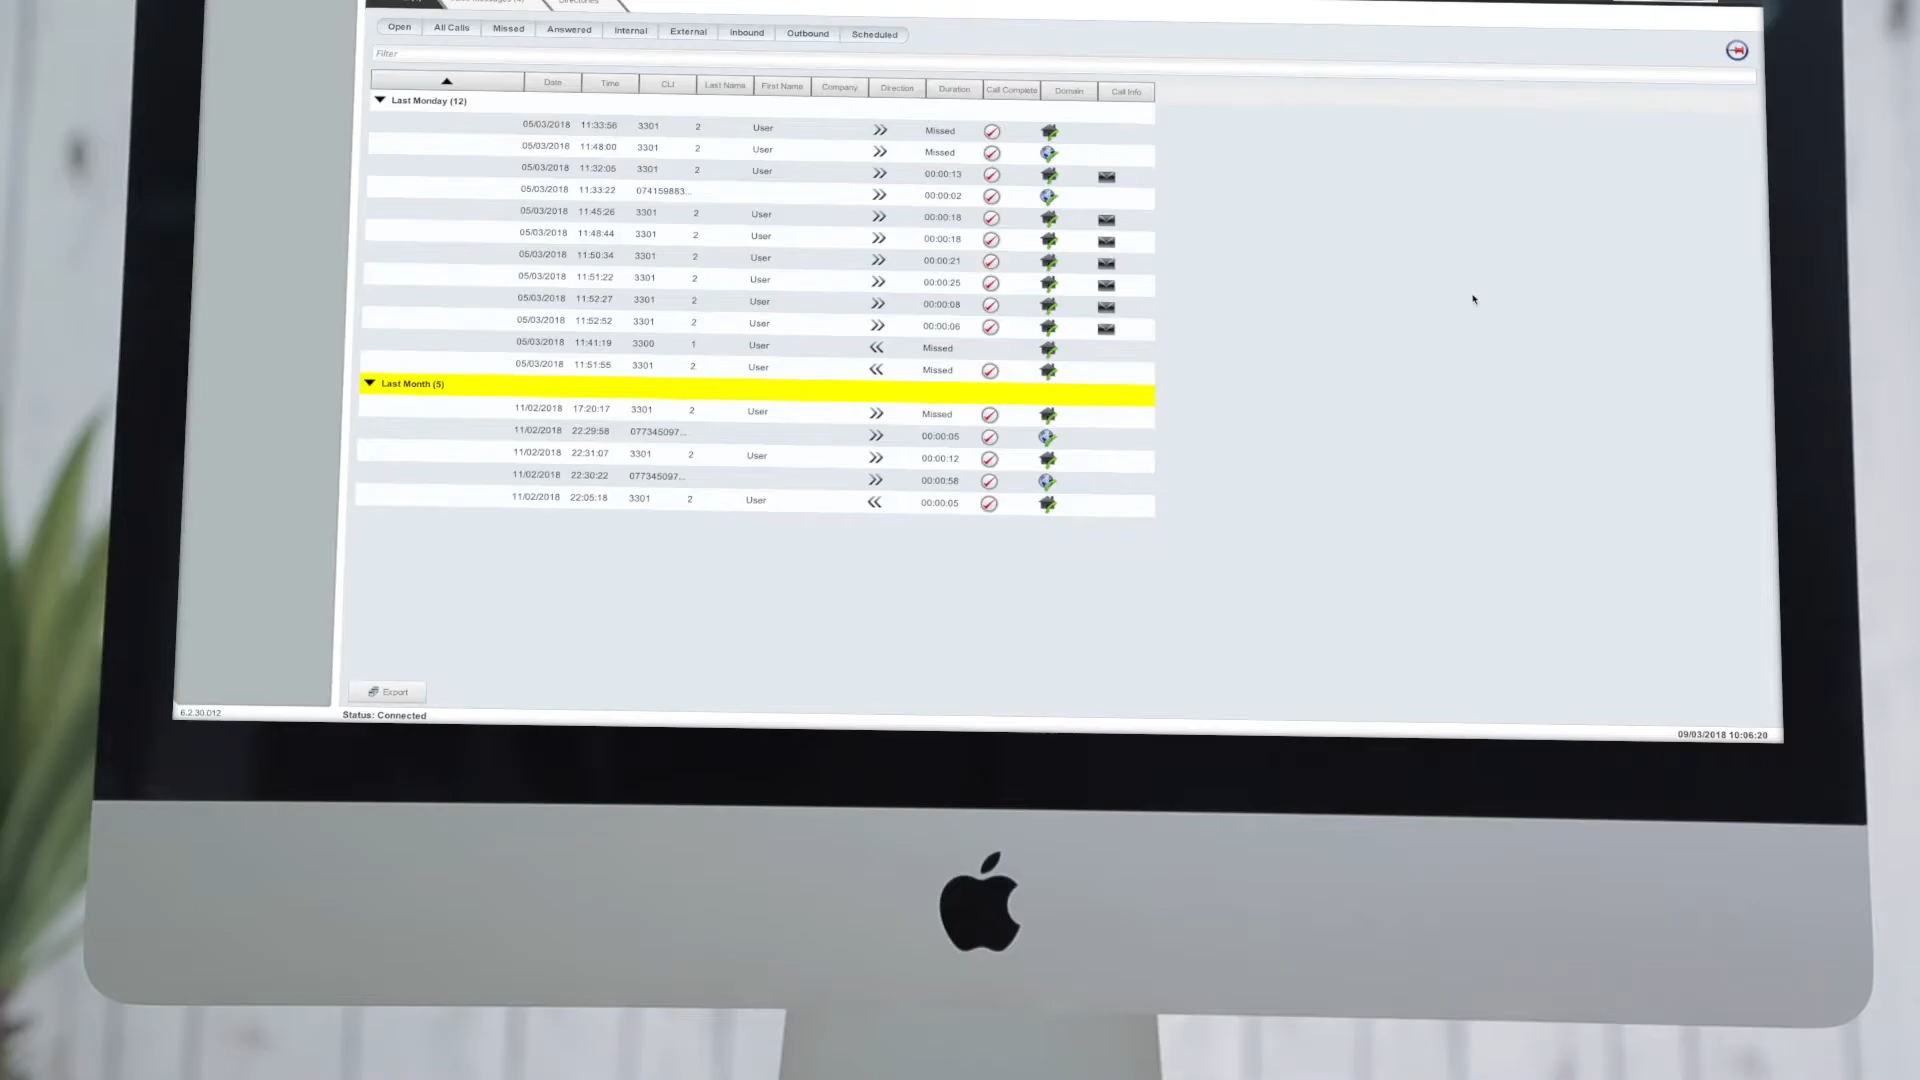 Directories
Open All Calls Missed Answered Internal External Inbound Outbound Scheduled
Filter
Date Time CLI Last Name First Name Company Direction Duration Call Complete Domain Call Info
Last Monday (12)
05/03/2018 11:33:56 3301 2 User Missed
05/03/2018 11:48:00 3301 2 User Missed
05/03/2018 11:32:05 3301 2 User 00:00:13
05/03/2018 11:33:22 074159883... 00:00:02
05/03/2018 11:45:26 3301 2 User 00:00:18
05/03/2018 11:48:44 3301 2 User 00:00:18
05/03/2018 11:50:34 3301 2 User 00:00:21
05/03/2018 11:51:22 3301 2 User 00:00:25
05/03/2018 11:52:27 3301 2 User 00:00:08
05/03/2018 11:52:52 3301 2 User 00:00:06
05/03/2018 11:41:19 3300 1 User Missed
05/03/2018 11:51:55 3301 2 User Missed
Last Month (5)
11/02/2018 17:20:17 3301 2 User Missed
11/02/2018 22:29:58 077345097... 00:00:05
11/02/2018 22:31:07 3301 2 User 00:00:12
11/02/2018 22:30:22 077345097... 00:00:58
11/02/2018 22:05:18 3301 2 User 00:00:05
Export
6.2.30.012 Status: Connected 09/03/2018 10:06:20